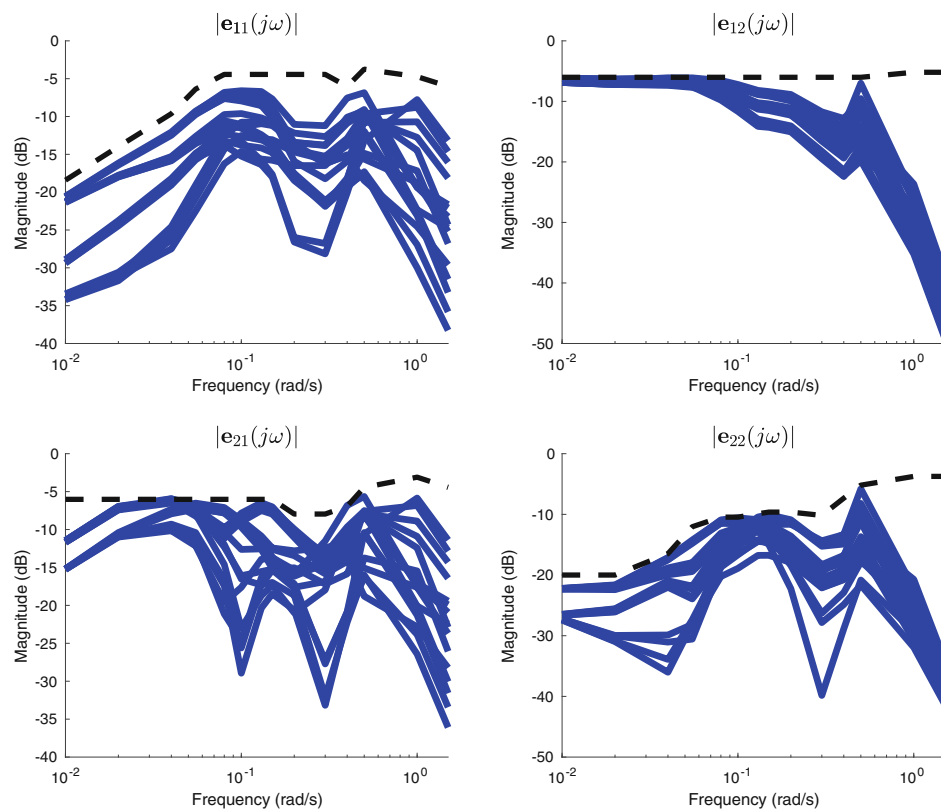 |e₁₁(jω)|
0
-5
-10
-15
-20
-25
-30
-35
-40
Magnitude (dB)
10⁻² 10⁻¹ 10⁰
Frequency (rad/s)
|e₁₂(jω)|
0
-10
-20
-30
-40
-50
Magnitude (dB)
10⁻² 10⁻¹ 10⁰
Frequency (rad/s)
|e₂₁(jω)|
0
-5
-10
-15
-20
-25
-30
-35
-40
Magnitude (dB)
10⁻² 10⁻¹ 10⁰
Frequency (rad/s)
|e₂₂(jω)|
0
-10
-20
-30
-40
-50
Magnitude (dB)
10⁻² 10⁻¹ 10⁰
Frequency (rad/s)